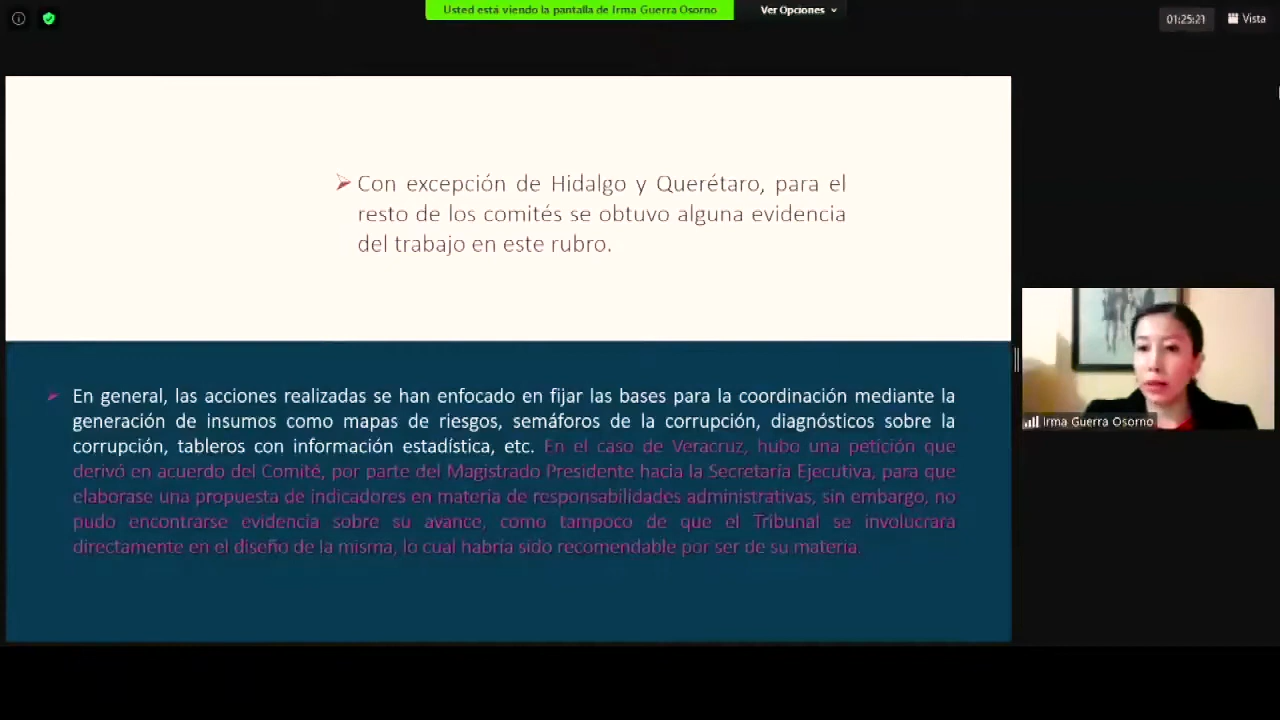 Usted está viendo la pantalla de Irma Guerra Osorno
Ver Opciones
01:25:21
Vista
Con excepción de Hidalgo y Querétaro, para el
resto de los comités se obtuvo alguna evidencia
del trabajo en este rubro.
En general, las acciones realizadas se han enfocado en fijar las bases para la coordinación mediante la
generación de insumos como mapas de riesgos, semáforos de la corrupción, diagnósticos sobre la
corrupción, tableros con información estadística, etc. En el caso de Veracruz, hubo una petición que
derivó en acuerdo del Comité, por parte del Magistrado Presidente hacia la Secretaría Ejecutiva, para que
elaborase una propuesta de indicadores en materia de responsabilidades administrativas, sin embargo, no
pudo encontrarse evidencia sobre su avance, como tampoco de que el Tribunal se involucrara
directamente en el diseño de la misma, lo cual habría sido recomendable por ser de su materia.
Irma Guerra Osorno